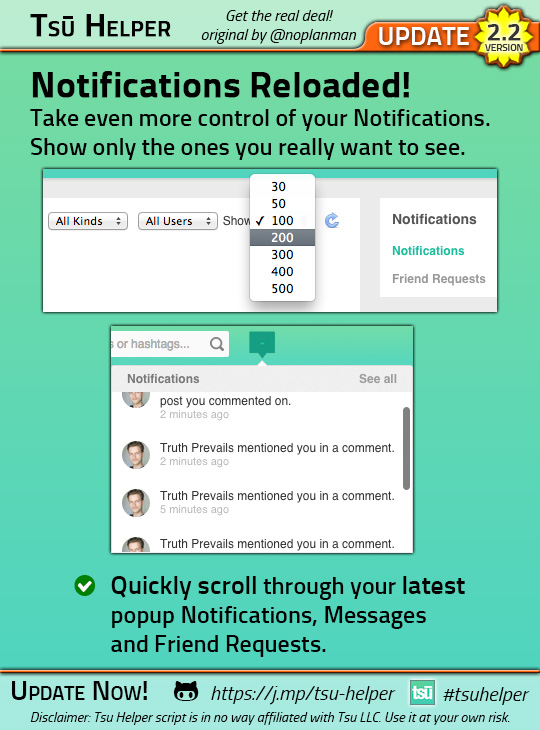 TSŪ HELPER
Get the real deal!
original by @noplanman
UPDATE
2.2
VERSION
Notifications Reloaded!
Take even more control of your Notifications.
Show only the ones you really want to see.
All Kinds
All Users
Show
✓ 100
30
50
200
300
400
500
Notifications
Notifications
Friend Requests
s or hashtags...
Notifications
See all
post you commented on.
2 minutes ago
Truth Prevails mentioned you in a comment.
2 minutes ago
Truth Prevails mentioned you in a comment.
5 minutes ago
Truth Prevails mentioned you in a comment.
Quickly scroll through your latest
popup Notifications, Messages
and Friend Requests.
UPDATE NOW!
https://j.mp/tsu-helper
tsū
#tsuhelper
Disclaimer: Tsu Helper script is in no way affiliated with Tsu LLC. Use it at your own risk.